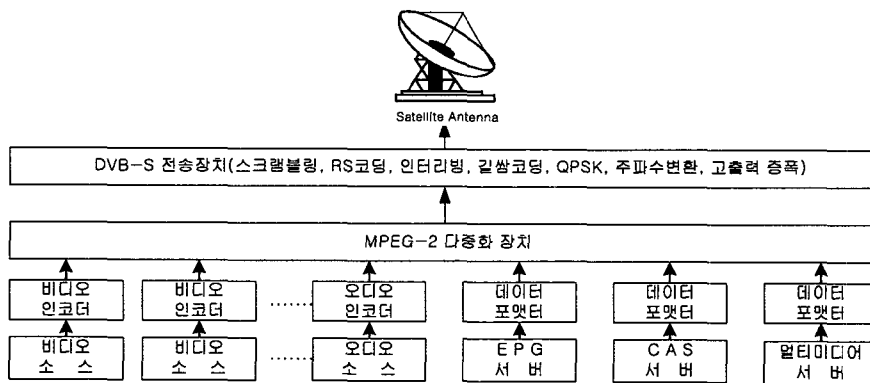 Satellite Antenna
DVB-S 전송장치(스크램블링, RS코딩, 인터리빙, 길쌈코딩, QPSK, 주파수변환, 고출력 증폭)
MPEG-2 다중화 장치
비디오 인코더
비디오 인코더
오디오 인코더
데이터 포맷터
데이터 포맷터
데이터 포맷터
비디오 소 스
비디오 소 스
오디오 소 스
E P G 서 버
C A S 서 버
멀티미디어 서 버